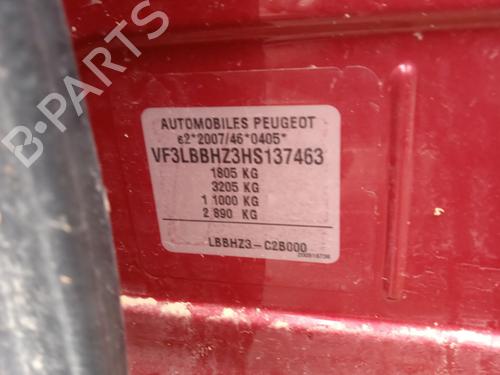 B-PARTS
AUTOMOBILES PEUGEOT
e2*2007/46*0405*
VF3LBBHZ3HS137463
1805 KG
3205 KG
1 1000 KG
2 890 KG
LBBHZ3-C2B000